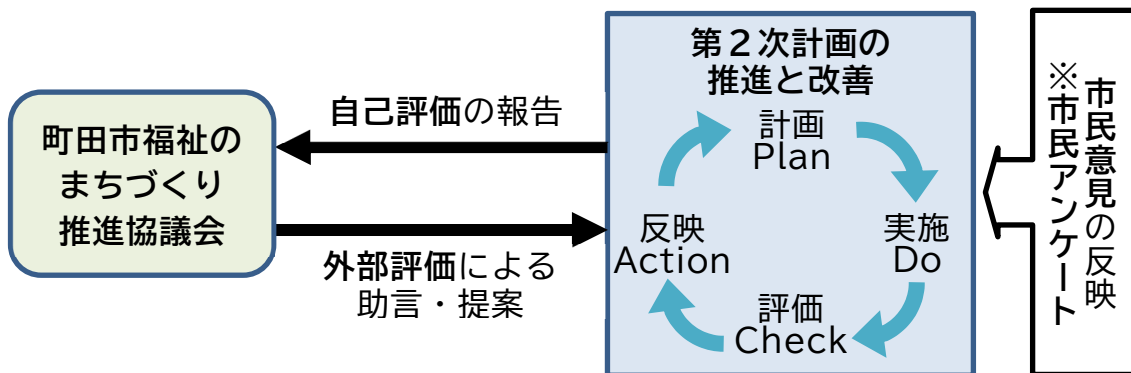 町田市福祉の
まちづくり
推進協議会
自己評価の報告
外部評価による
助言・提案
第２次計画の
推進と改善
計画
Plan
実施
Do
評価
Check
反映
Action
市民意見の反映
※市民アンケート